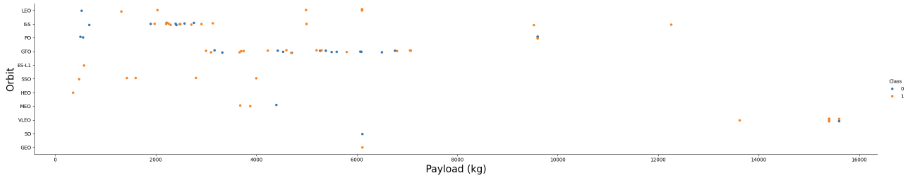 LEO
ISS
PO
GTO
ES-L1
SSO
HEO
MEO
VLEO
SO
GEO
Orbit
0
2000
4000
6000
8000
10000
12000
14000
16000
Payload (kg)
Class
0
1